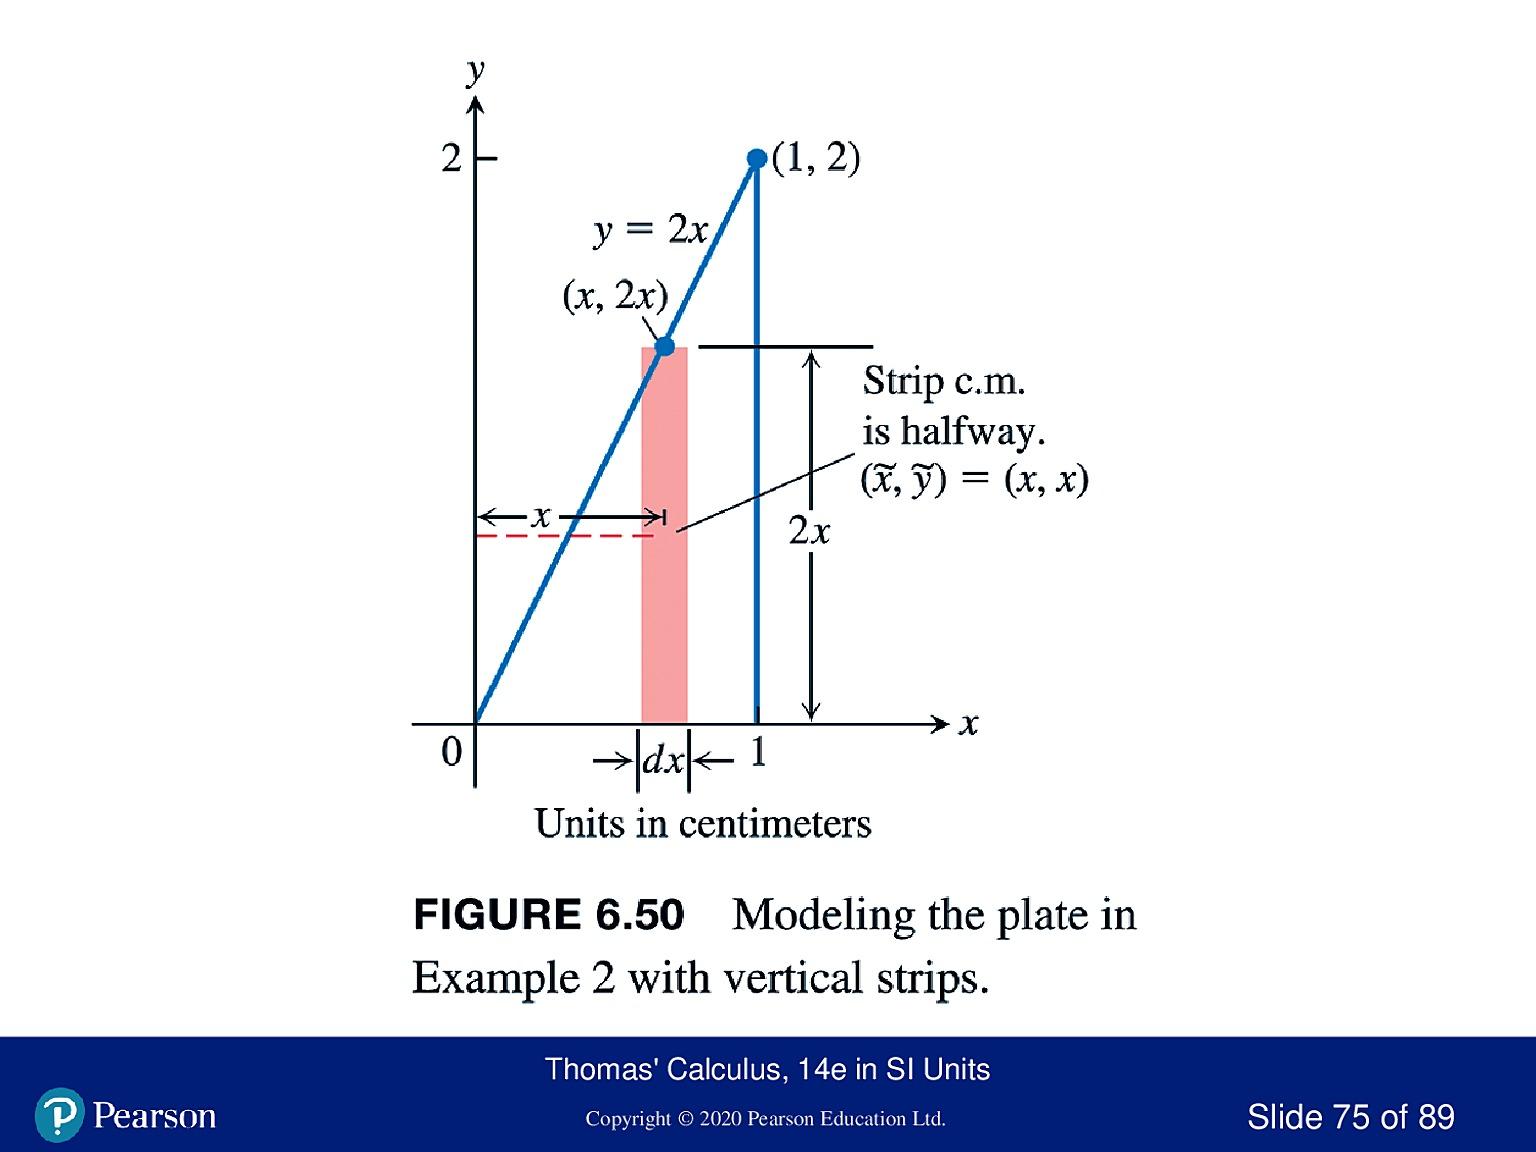 y
2
(1, 2)
y = 2x
(x, 2x)
Strip c.m.
is halfway.
(x̃, ỹ) = (x, x)
x
2x
x
0
dx
1
Units in centimeters
FIGURE 6.50 Modeling the plate in
Example 2 with vertical strips.
Thomas' Calculus, 14e in SI Units
Pearson
Copyright © 2020 Pearson Education Ltd.
Slide 75 of 89